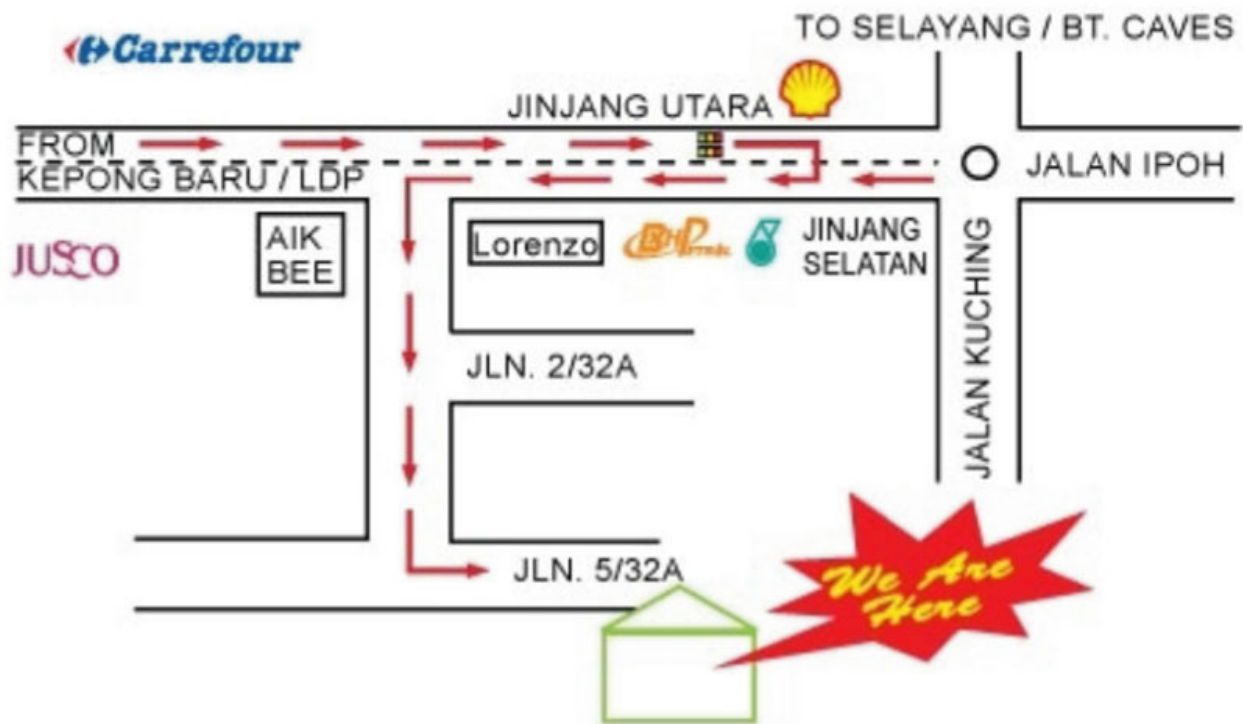 TO SELAYANG / BT. CAVES
Carrefour
JINJANG UTARA
FROM
KEPONG BARU / LDP
JALAN IPOH
JUSCO
AIK
BEE
Lorenzo
BHPetrol
JINJANG
SELATAN
JALAN KUCHING
JLN. 2/32A
JLN. 5/32A
We Are
Here